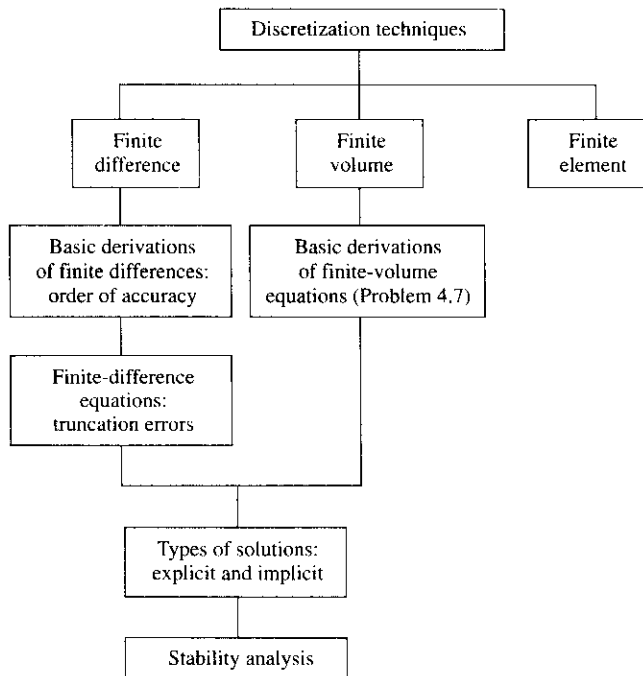 Discretization techniques
Finite
difference
Finite
volume
Finite
element
Basic derivations
of finite differences:
order of accuracy
Basic derivations
of finite-volume
equations (Problem 4.7)
Finite-difference
equations:
truncation errors
Types of solutions:
explicit and implicit
Stability analysis